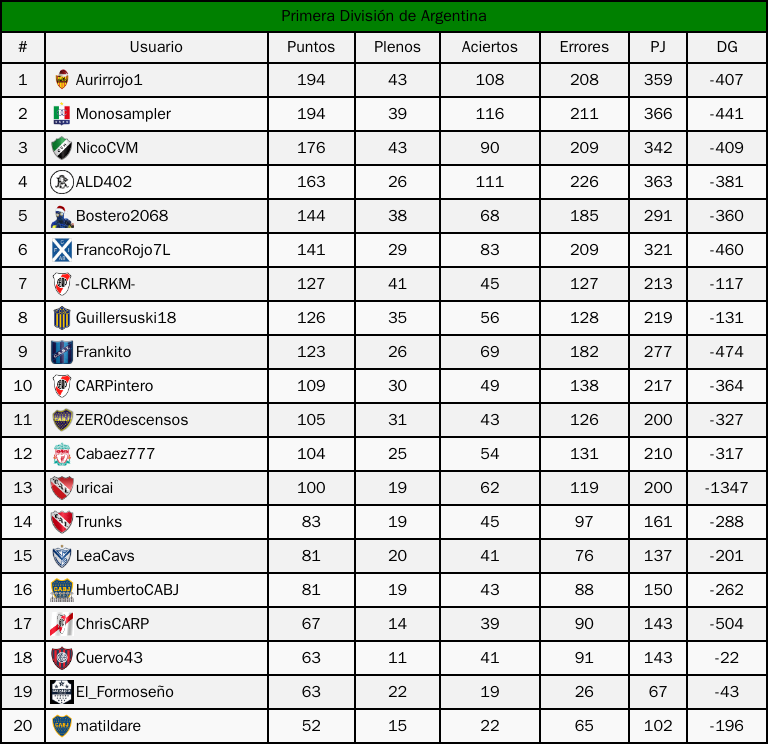 Primera División de Argentina
# Usuario Puntos Plenos Aciertos Errores PJ DG
1 Aurirrojo1 194 43 108 208 359 -407
2 Monosampler 194 39 116 211 366 -441
3 NicoCVM 176 43 90 209 342 -409
4 ALD402 163 26 111 226 363 -381
5 Bostero2068 144 38 68 185 291 -360
6 FrancoRojo7L 141 29 83 209 321 -460
7 -CLRKM- 127 41 45 127 213 -117
8 Guillersuski18 126 35 56 128 219 -131
9 Frankito 123 26 69 182 277 -474
10 CARPintero 109 30 49 138 217 -364
11 ZER0descensos 105 31 43 126 200 -327
12 Cabaez777 104 25 54 131 210 -317
13 uricai 100 19 62 119 200 -1347
14 Trunks 83 19 45 97 161 -288
15 LeaCavs 81 20 41 76 137 -201
16 HumbertoCABJ 81 19 43 88 150 -262
17 ChrisCARP 67 14 39 90 143 -504
18 Cuervo43 63 11 41 91 143 -22
19 El_Formoseño 63 22 19 26 67 -43
20 matildare 52 15 22 65 102 -196